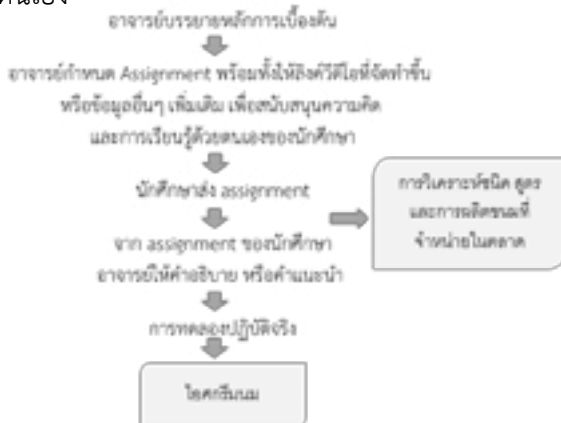 อาจารย์บรรยายหลักการเบื้องต้น
อาจารย์กำหนด Assignment พร้อมทั้งให้ลิงค์วีดีโอที่จัดทำขึ้น
หรือข้อมูลอื่นๆ เพิ่มเติม เพื่อสนับสนุนความคิด
และการเรียนรู้ด้วยตนเองของนักศึกษา
นักศึกษาส่ง assignment
การวิเคราะห์ชนิด สูตร
และการผลิตขนมที่
จำหน่ายในตลาด
จาก assignment ของนักศึกษา
อาจารย์ให้คำอธิบาย หรือคำแนะนำ
การทดลองปฏิบัติจริง
ไอศกรีมนม